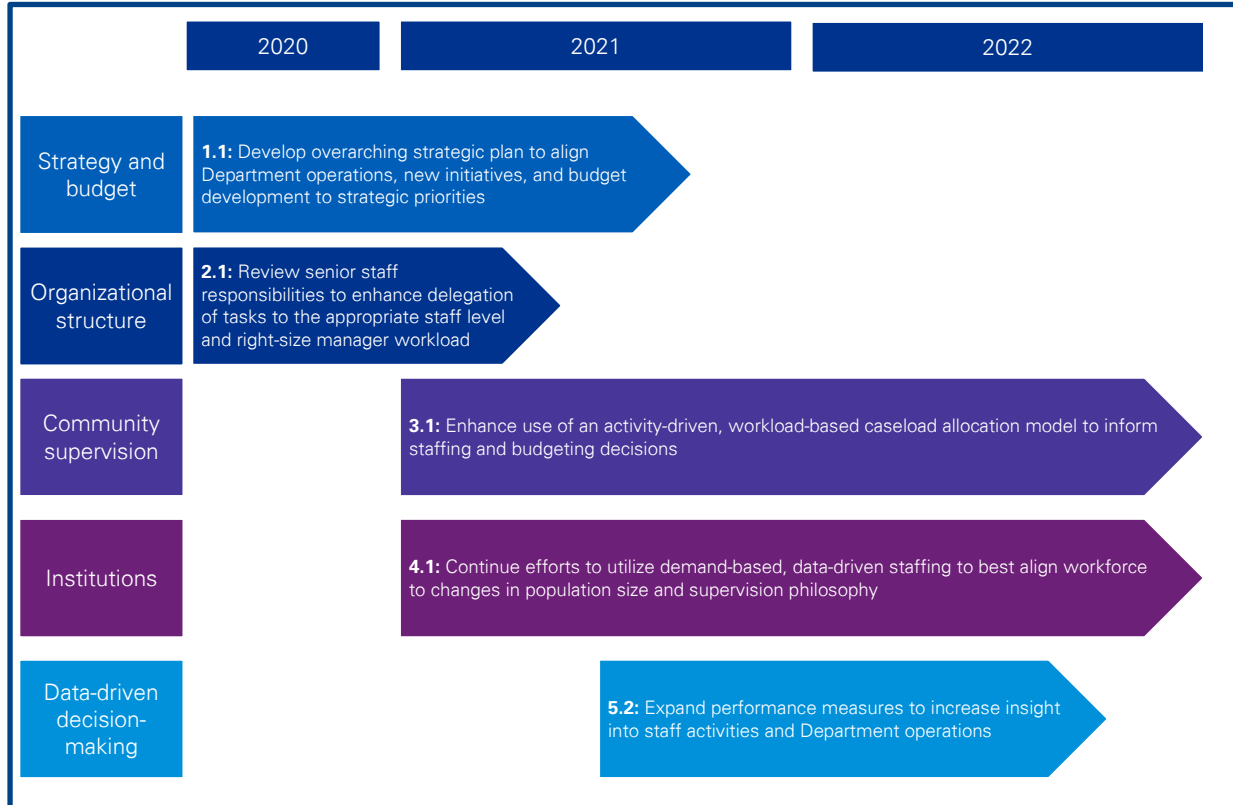 2020
2021
2022
Strategy and
budget
1.1: Develop overarching strategic plan to align
Department operations, new initiatives, and budget
development to strategic priorities
Organizational
structure
2.1: Review senior staff
responsibilities to enhance delegation
of tasks to the appropriate staff level
and right-size manager workload
Community
supervision
3.1: Enhance use of an activity-driven, workload-based caseload allocation model to inform
staffing and budgeting decisions
Institutions
4.1: Continue efforts to utilize demand-based, data-driven staffing to best align workforce
to changes in population size and supervision philosophy
Data-driven
decision-
making
5.2: Expand performance measures to increase insight
into staff activities and Department operations